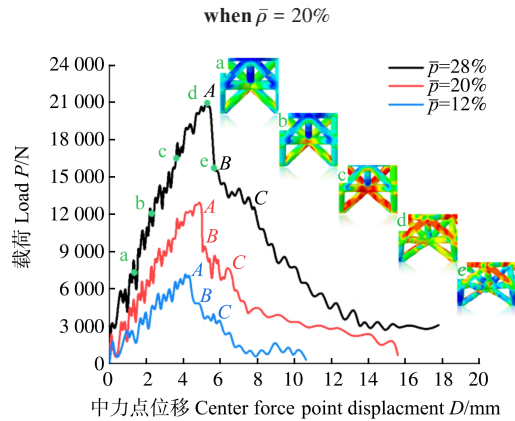 when ρ̄ = 20%
24 000
21 000
18 000
15 000
12 000
9 000
6 000
3 000
0
载荷 Load P/N
0 2 4 6 8 10 12 14 16 18 20
中力点位移 Center force point displacment D/mm
p̄=28%
p̄=20%
p̄=12%
a
b
c
d
e
a
b
c
d
e
A
B
C
A
B
C
A
B
C